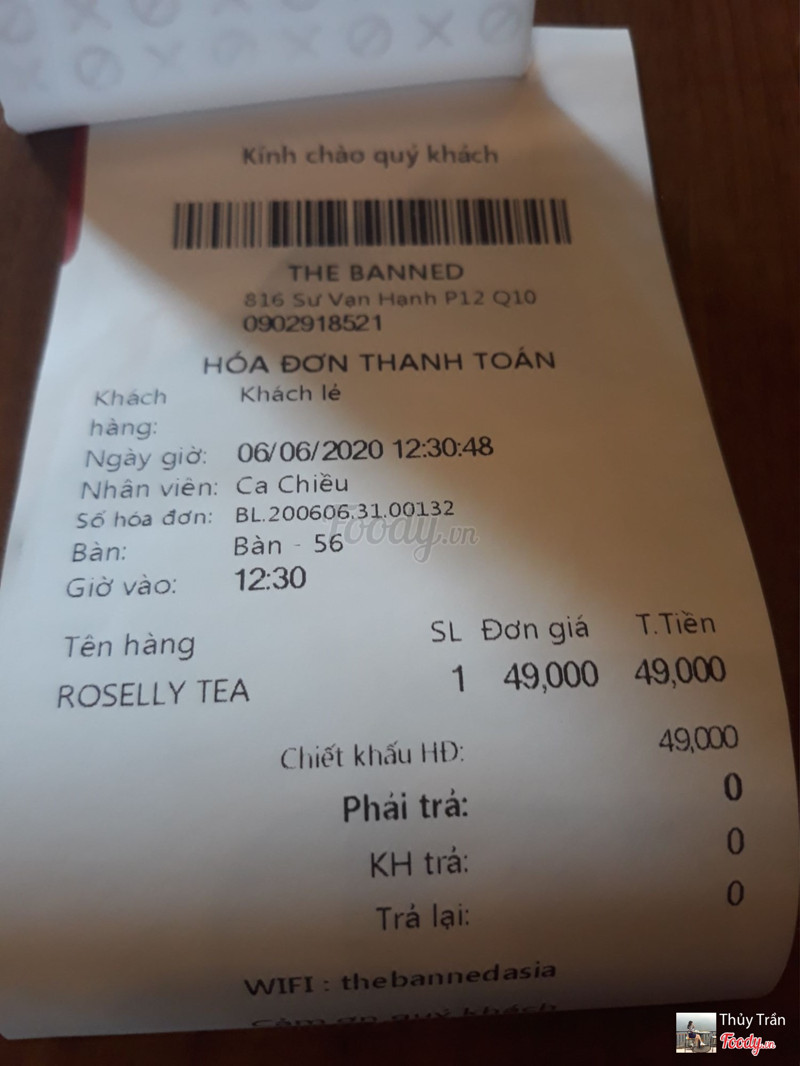 Kính chào quý khách
THE BANNED
816 Sư Vạn Hạnh P12 Q10
0902918521
HÓA ĐƠN THANH TOÁN
Khách hàng: Khách lẻ
Ngày giờ: 06/06/2020 12:30:48
Nhân viên: Ca Chiều
Số hóa đơn: BL.200606.31.00132
Bàn: Bàn - 56
Giờ vào: 12:30
Tên hàng SL Đơn giá T.Tiền
ROSELLY TEA 1 49,000 49,000
Chiết khấu HĐ: 49,000
Phải trả: 0
KH trả: 0
Trả lại: 0
WIFI : thebannedasia
Cảm ơn quý khách
Foody.vn
Thủy Trần
Foody.vn